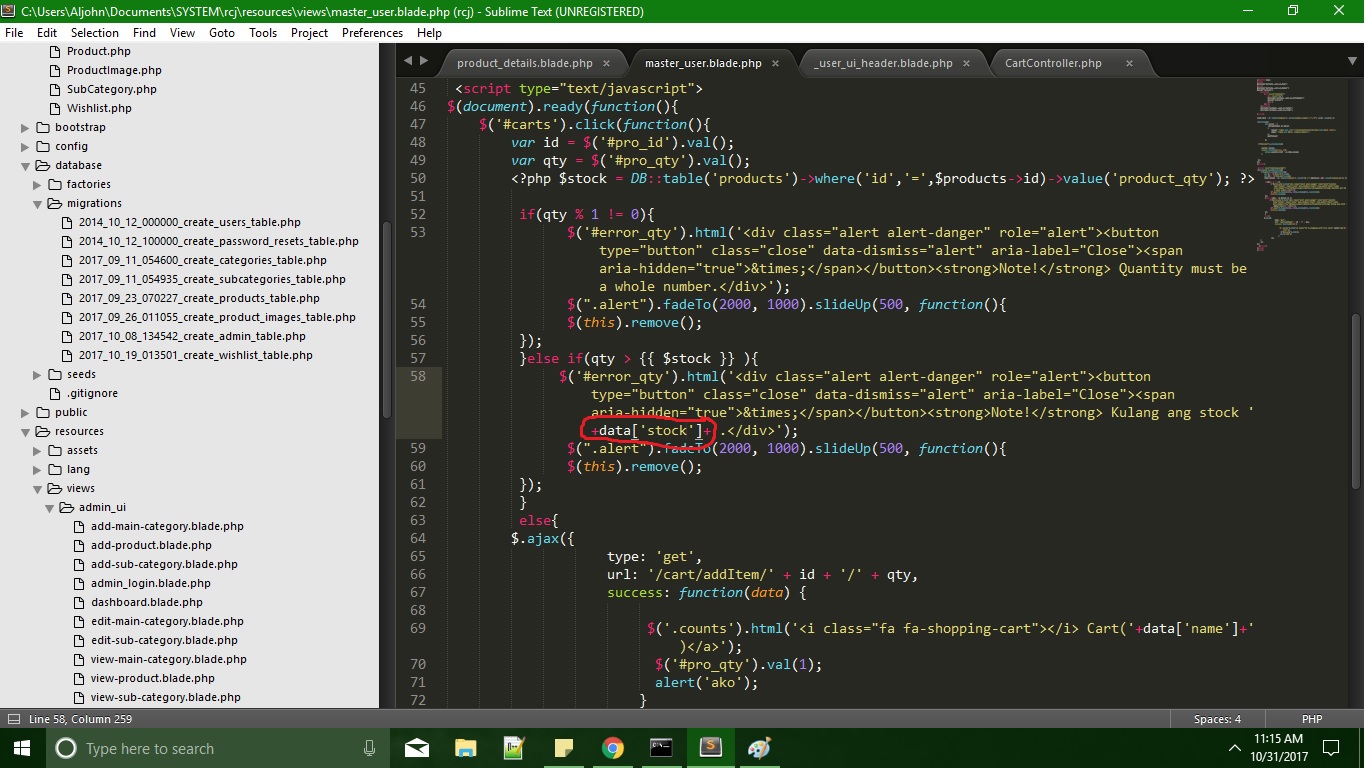 C:\Users\Aljohn\Documents\SYSTEM\rcj\resources\views\master_user.blade.php (rcj) - Sublime Text (UNREGISTERED)
File Edit Selection Find View Goto Tools Project Preferences Help
Product.php
ProductImage.php
SubCategory.php
Wishlist.php
bootstrap
config
database
factories
migrations
2014_10_12_000000_create_users_table.php
2014_10_12_100000_create_password_resets_table.php
2017_09_11_054600_create_categories_table.php
2017_09_11_054935_create_subcategories_table.php
2017_09_23_070227_create_products_table.php
2017_09_26_011055_create_product_images_table.php
2017_10_08_134542_create_admin_table.php
2017_10_19_013501_create_wishlist_table.php
seeds
.gitignore
public
resources
assets
lang
views
admin_ui
add-main-category.blade.php
add-product.blade.php
add-sub-category.blade.php
admin_login.blade.php
dashboard.blade.php
edit-main-category.blade.php
edit-sub-category.blade.php
view-main-category.blade.php
view-product.blade.php
view-sub-category.blade.php
product_details.blade.php × master_user.blade.php × _user_ui_header.blade.php × CartController.php ×
45 <script type="text/javascript">
46 $(document).ready(function(){
47 $('#carts').click(function(){
48 var id = $('#pro_id').val();
49 var qty = $('#pro_qty').val();
50 <?php $stock = DB::table('products')->where('id','=',$products->id)->value('product_qty'); ?>
51
52 if(qty % 1 != 0){
53 $('#error_qty').html('<div class="alert alert-danger" role="alert"><button
type="button" class="close" data-dismiss="alert" aria-label="Close"><span
aria-hidden="true">&times;</span></button><strong>Note!</strong> Quantity must be
a whole number.</div>');
54 $(".alert").fadeTo(2000, 1000).slideUp(500, function(){
55 $(this).remove();
56 });
57 }else if(qty > {{ $stock }} ){
58 $('#error_qty').html('<div class="alert alert-danger" role="alert"><button
type="button" class="close" data-dismiss="alert" aria-label="Close"><span
aria-hidden="true">&times;</span></button><strong>Note!</strong> Kulang ang stock '
+data['stock']+'.</div>');
59 $(".alert").fadeTo(2000, 1000).slideUp(500, function(){
60 $(this).remove();
61 });
62 }
63 else{
64 $.ajax({
65 type: 'get',
66 url: '/cart/addItem/' + id + '/' + qty,
67 success: function(data) {
68
69 $('.counts').html('<i class="fa fa-shopping-cart"></i> Cart('+data['name']+'
)</a>');
70 $('#pro_qty').val(1);
71 alert('ako');
72 }
Line 58, Column 259 Spaces: 4 PHP
Type here to search
11:15 AM
10/31/2017